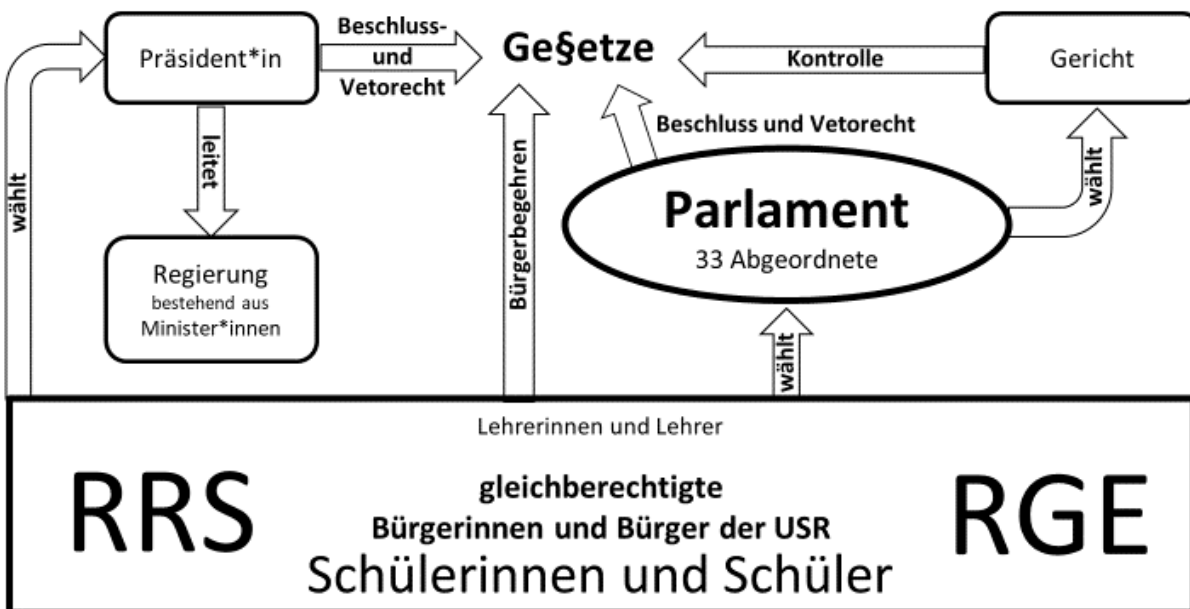 Präsident*in
Beschluss-
und
Vetorecht
Ge§etze
Kontrolle
Gericht
wählt
leitet
Bürgerbegehren
Beschluss und Vetorecht
Parlament
33 Abgeordnete
wählt
Regierung
bestehend aus
Minister*innen
wählt
Lehrerinnen und Lehrer
RRS
gleichberechtigte
Bürgerinnen und Bürger der USR
Schülerinnen und Schüler
RGE